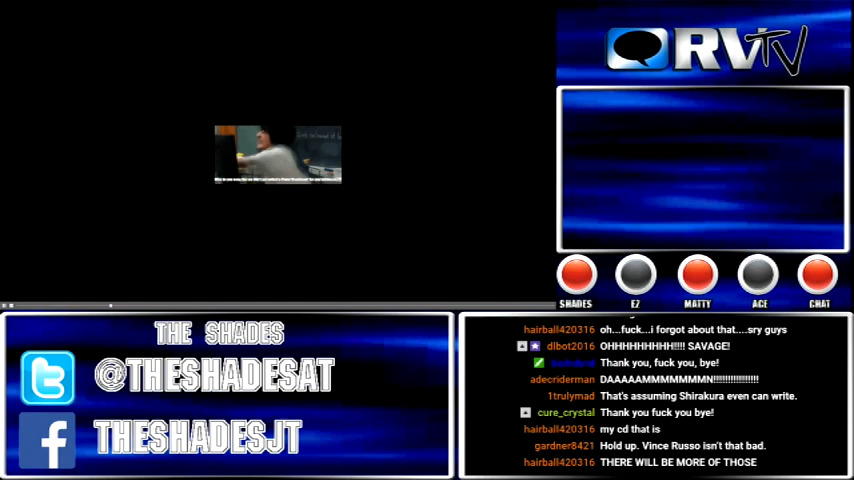 RVTV
SHADES
EZ
MATTY
ACE
CHAT
THE SHADES
@THESHADESAT
THESHADESJT
hairball420316 oh...fuck...i forgot about that....sry guys
dlbot2016 OHHHHHHHHH!!!! SAVAGE!
Thank you, fuck you, bye!
adecriderman DAAAAAMMMMMMMN!!!!!!!!!!!!!!!!!!
1trulymad That's assuming Shirakura even can write.
cure_crystal Thank you fuck you bye!
hairball420316 my cd that is
gardner8421 Hold up. Vince Russo isn't that bad.
hairball420316 THERE WILL BE MORE OF THOSE